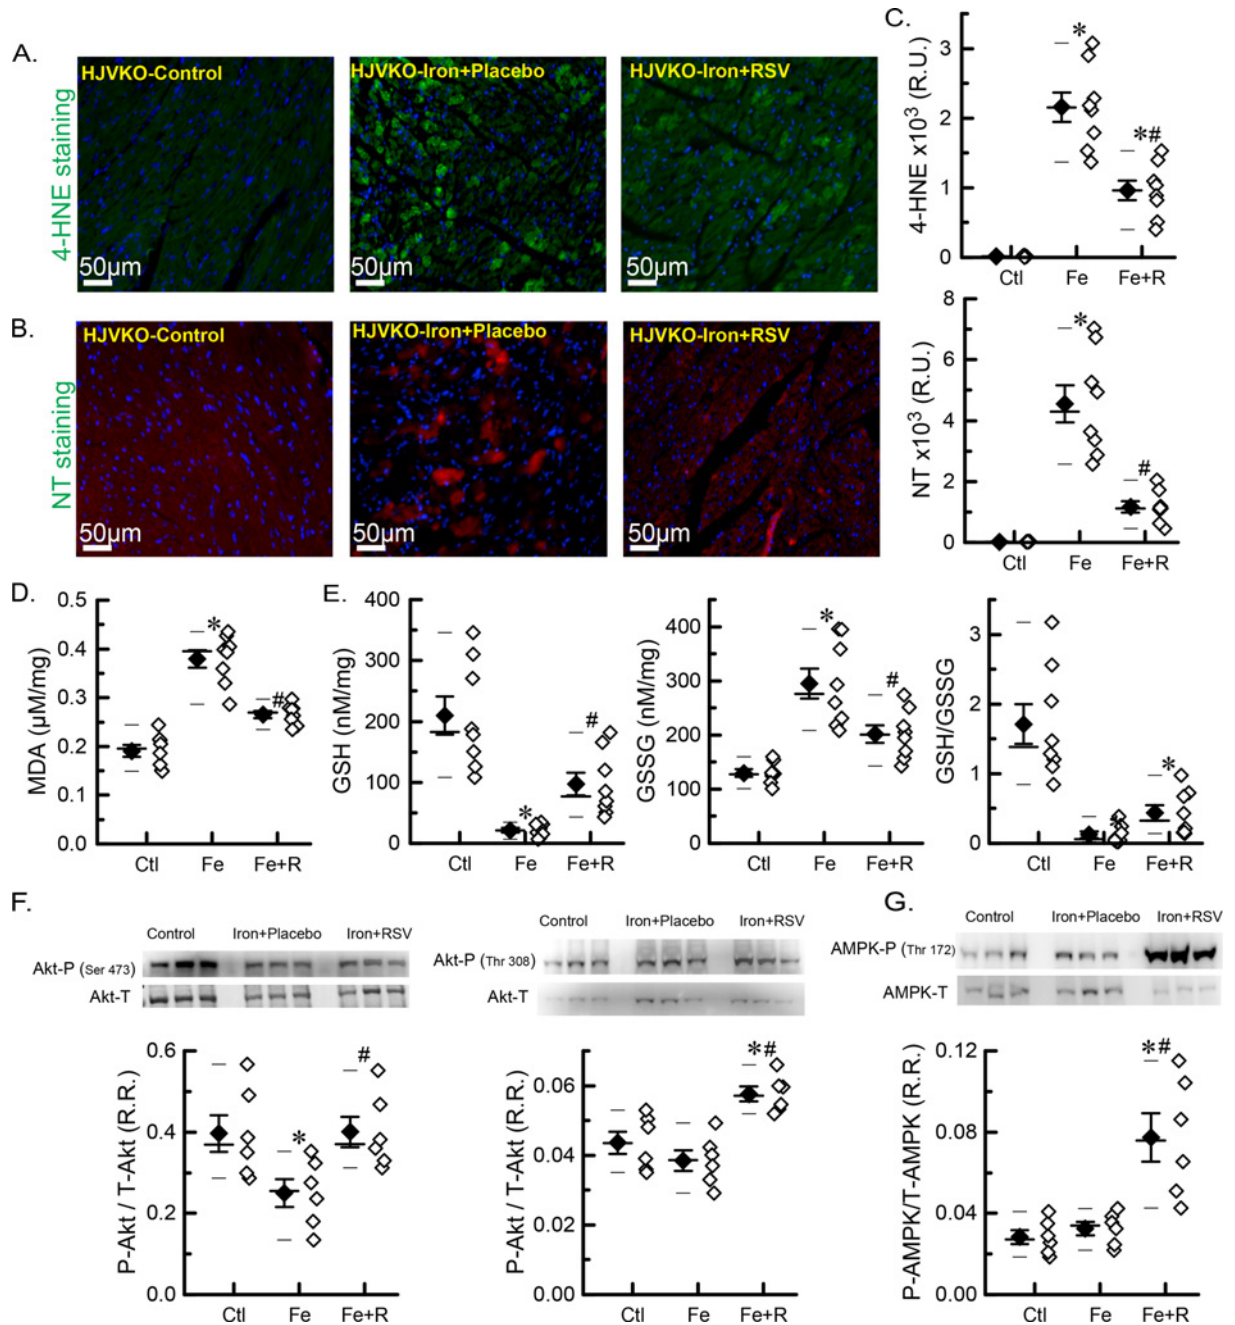 A.
4-HNE staining
HJVKO-Control
HJVKO-Iron+Placebo
HJVKO-Iron+RSV
50µm
50µm
50µm
B.
NT staining
HJVKO-Control
HJVKO-Iron+Placebo
HJVKO-Iron+RSV
50µm
50µm
50µm
C.
4-HNE x10³ (R.U.)
3
2
1
0
*
*#
Ctl Fe Fe+R
NT x10³ (R.U.)
8
6
4
2
0
*
#
Ctl Fe Fe+R
D.
MDA (µM/mg)
0.5
0.4
0.3
0.2
0.1
0.0
*
#
Ctl Fe Fe+R
E.
GSH (nM/mg)
400
300
200
100
0
*
#
Ctl Fe Fe+R
GSSG (nM/mg)
400
300
200
100
0
*
#
Ctl Fe Fe+R
GSH/GSSG
3
2
1
0
*
*
Ctl Fe Fe+R
F.
Control Iron+Placebo Iron+RSV
Akt-P (Ser 473)
Akt-T
P-Akt / T-Akt (R.R.)
0.6
0.4
0.2
0.0
*
#
Ctl Fe Fe+R
Control Iron+Placebo Iron+RSV
Akt-P (Thr 308)
Akt-T
P-Akt / T-Akt (R.R.)
0.06
0.04
0.02
0.00
*#
Ctl Fe Fe+R
G.
Control Iron+Placebo Iron+RSV
AMPK-P (Thr 172)
AMPK-T
P-AMPK/T-AMPK (R.R.)
0.12
0.08
0.04
0.00
*#
Ctl Fe Fe+R